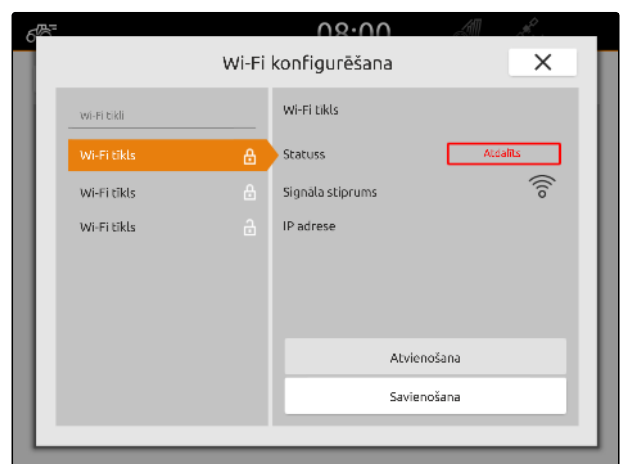 08:00
Wi-Fi konfigurēšana
Wi-Fi tīkli
Wi-Fi tīkls
Wi-Fi tīkls
Wi-Fi tīkls
Wi-Fi tīkls
Statuss
Atdalīts
Signāla stiprums
IP adrese
Atvienošana
Savienošana